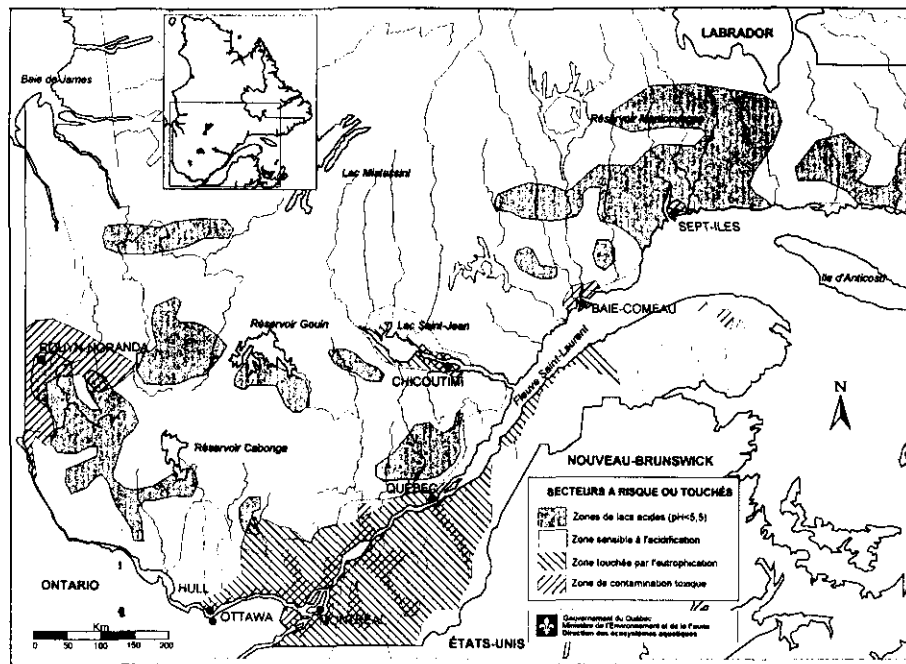 LABRADOR
Baie de James
Réservoir Manicouagan
Lac Mistassini
SEPT-ILES
Ile d'Anticosti
BAIE-COMEAU
Réservoir Gouin
Lac Saint-Jean
ROUYN-NORANDA
CHICOUTIMI
Fleuve Saint-Laurent
N
Réservoir Cabonge
NOUVEAU-BRUNSWICK
QUÉBEC
SECTEURS A RISQUE OU TOUCHÉS
Zones de lacs acides (pH<5,5)
Zone sensible à l'acidification
Zone touchée par l'eutrophication
Zone de contamination toxique
ONTARIO
HULL
OTTAWA
MONTRÉAL
Km
0 50 100 150 200
ÉTATS-UNIS
Gouvernement du Québec
Ministère de l'Environnement et de la Faune
Direction des écosystèmes aquatiques